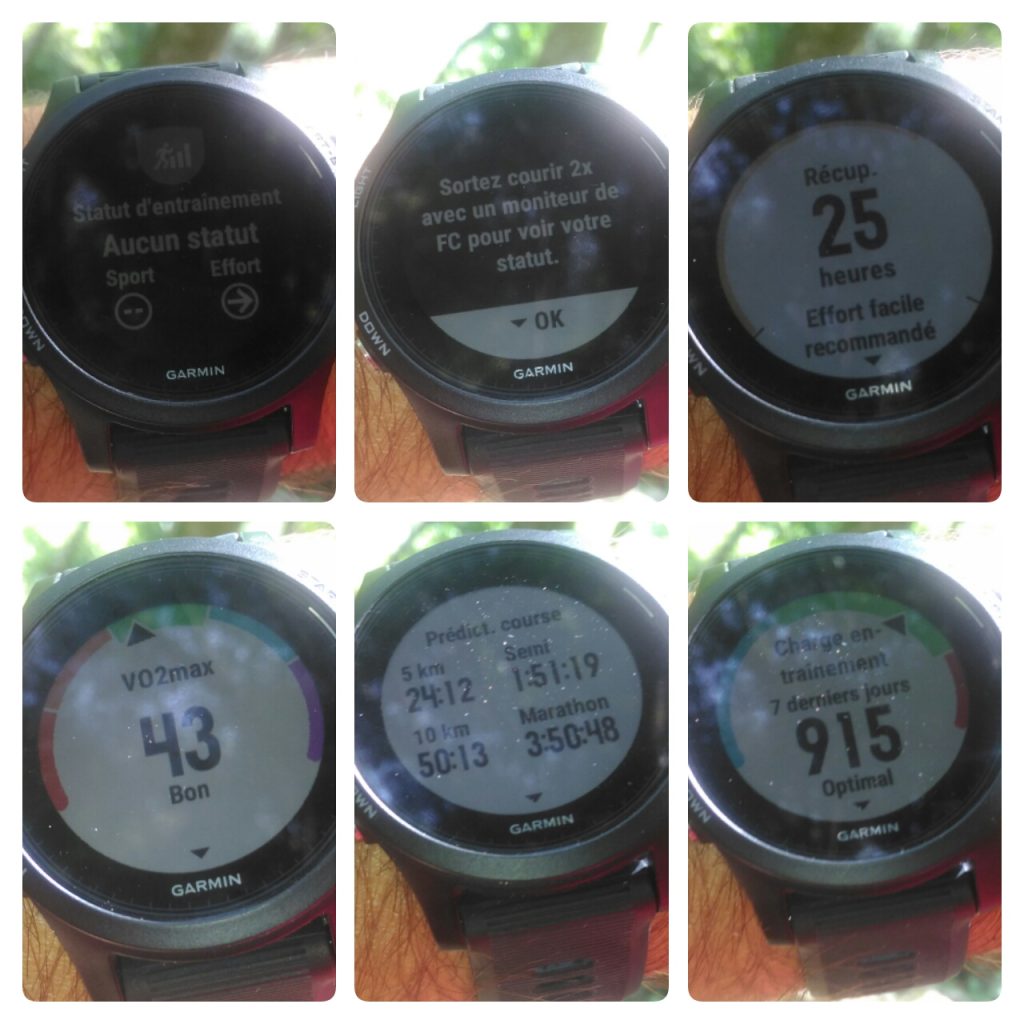 Statut d'entraînement
Aucun statut
Sport Effort
--
DOWN
GARMIN
LIGHT
Sortez courir 2x
avec un moniteur de
FC pour voir votre
statut.
OK
DOWN
GARMIN
Récup.
25
heures
Effort facile
recommandé
GARMIN
VO2max
43
Bon
GARMIN
Prédict. course
5 km Semi
24:12 1:51:19
10 km Marathon
50:13 3:50:48
GARMIN
Charge en-
trainement
7 derniers jours
915
Optimal
GARMIN